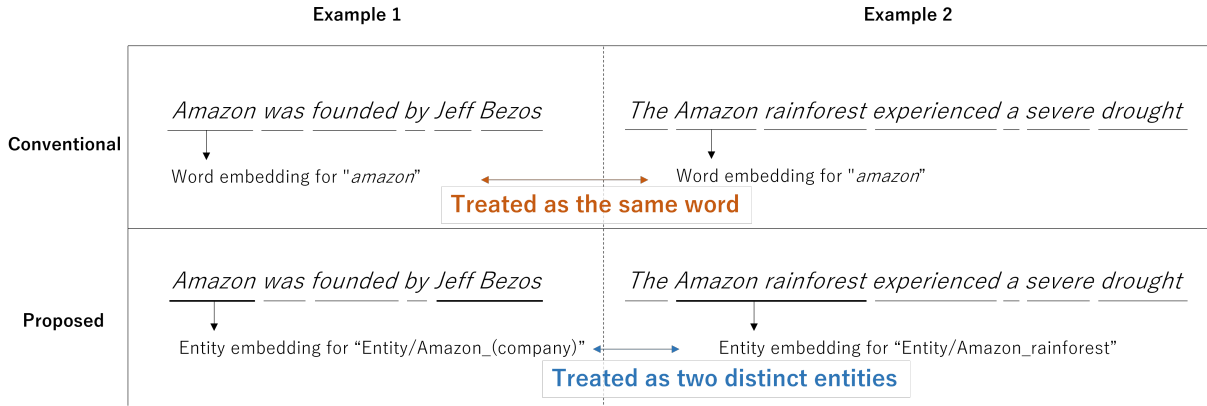 Example 1
Example 2
Conventional
Amazon was founded by Jeff Bezos
Word embedding for "amazon”
The Amazon rainforest experienced a severe drought
Word embedding for "amazon”
Treated as the same word
Proposed
Amazon was founded by Jeff Bezos
Entity embedding for “Entity/Amazon_(company)”
The Amazon rainforest experienced a severe drought
Entity embedding for “Entity/Amazon_rainforest”
Treated as two distinct entities